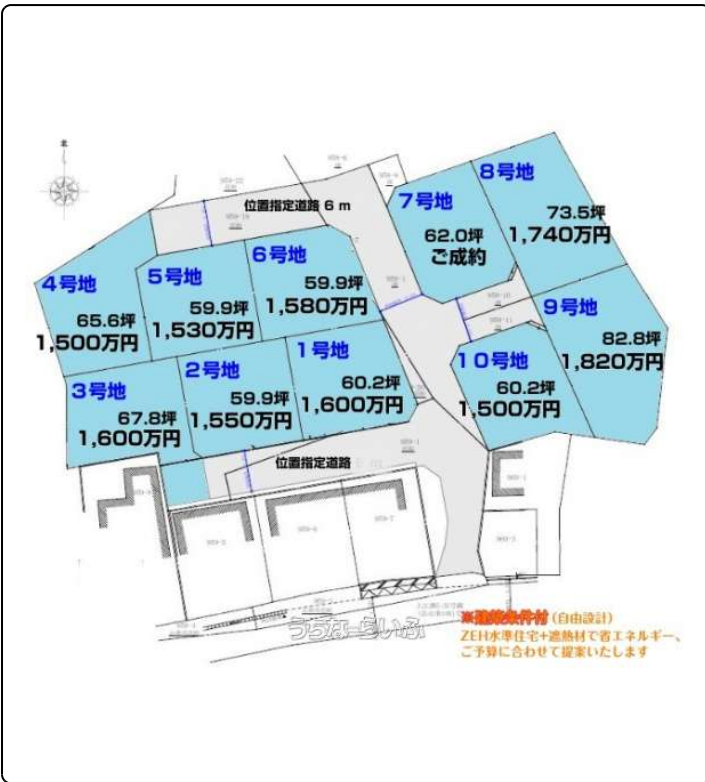 北
位置指定道路 6 m
8号地
73.5坪
1,740万円
7号地
62.0坪
ご成約
6号地
59.9坪
1,580万円
5号地
59.9坪
1,530万円
4号地
65.6坪
1,500万円
9号地
82.8坪
1,820万円
10号地
60.2坪
1,500万円
1号地
60.2坪
1,600万円
2号地
59.9坪
1,550万円
3号地
67.8坪
1,600万円
位置指定道路
うちなーらいふ
※建築条件付(自由設計)
ZEH水準住宅+遮熱材で省エネルギー、
ご予算に合わせて提案いたします